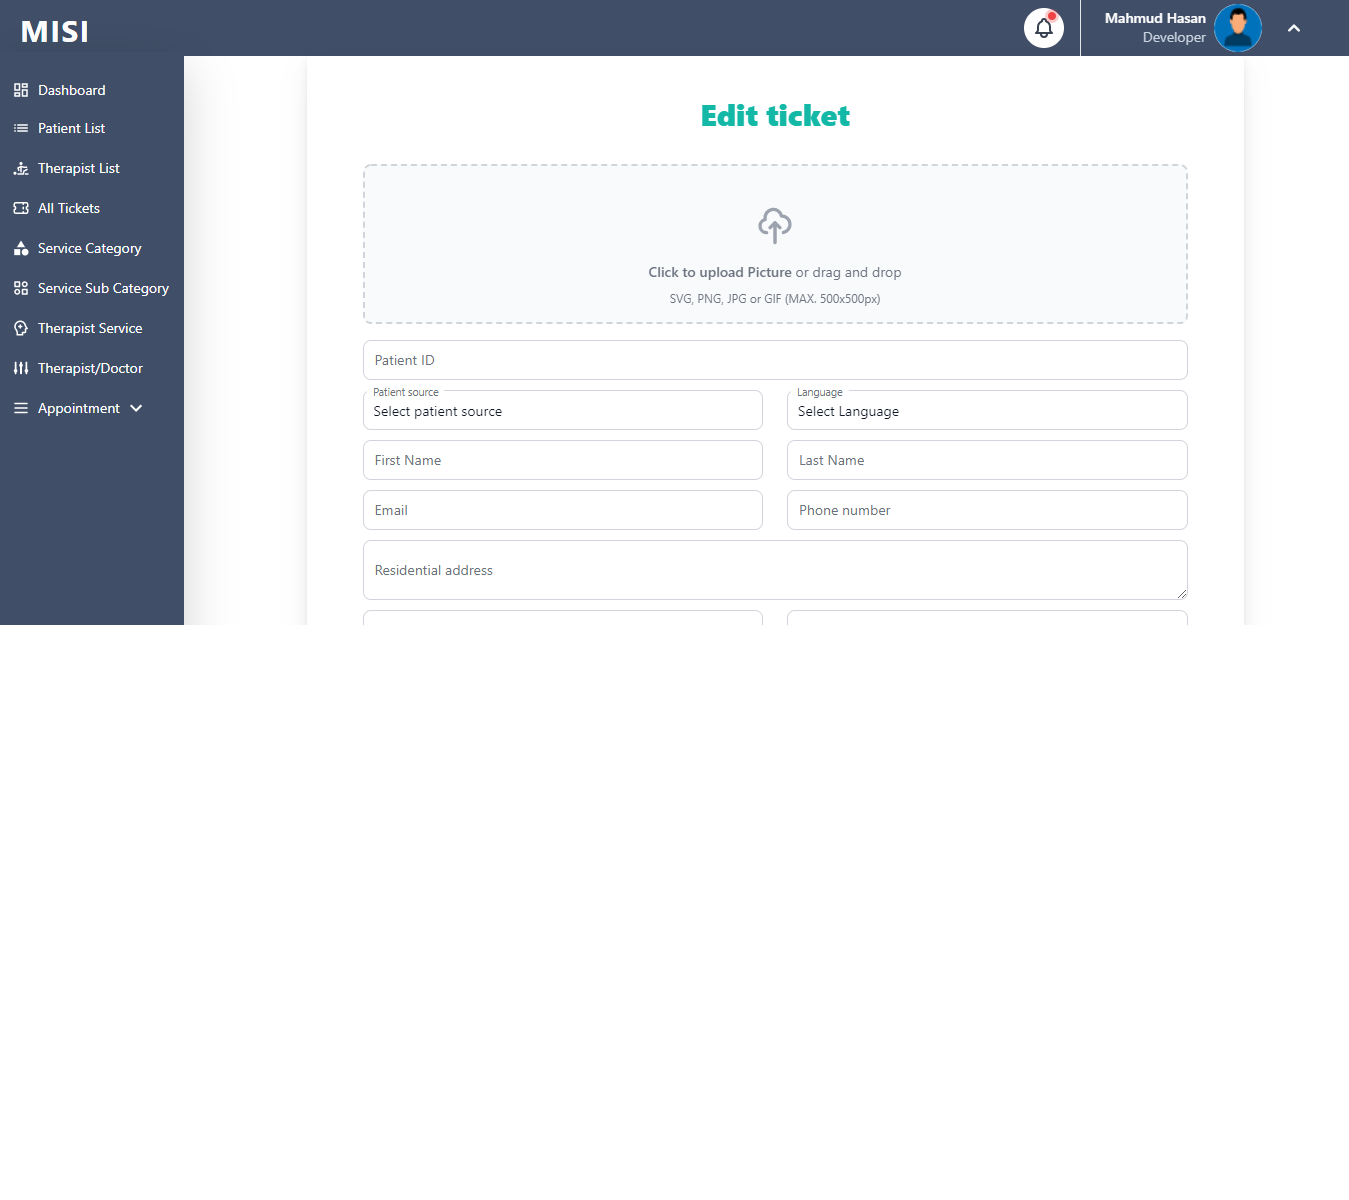 MISI
Mahmud Hasan
Developer
Dashboard
Patient List
Therapist List
All Tickets
Service Category
Service Sub Category
Therapist Service
Therapist/Doctor
Appointment
Edit ticket
Click to upload Picture or drag and drop
SVG, PNG, JPG or GIF (MAX. 500x500px)
Patient ID
Patient source
Select patient source
Language
Select Language
First Name
Last Name
Email
Phone number
Residential address